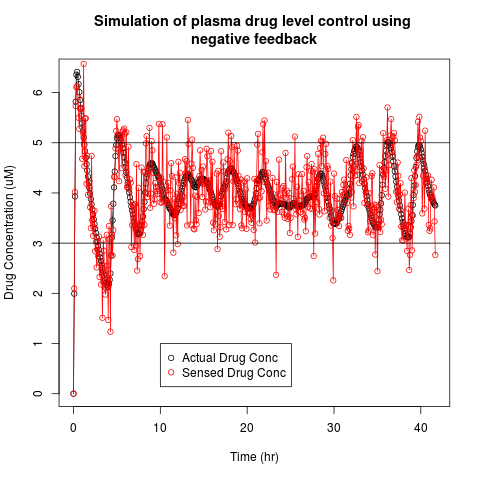 Simulation of plasma drug level control using
negative feedback
Drug Concentration (uM)
6
5
4
3
2
1
0
Actual Drug Conc
Sensed Drug Conc
0 10 20 30 40
Time (hr)